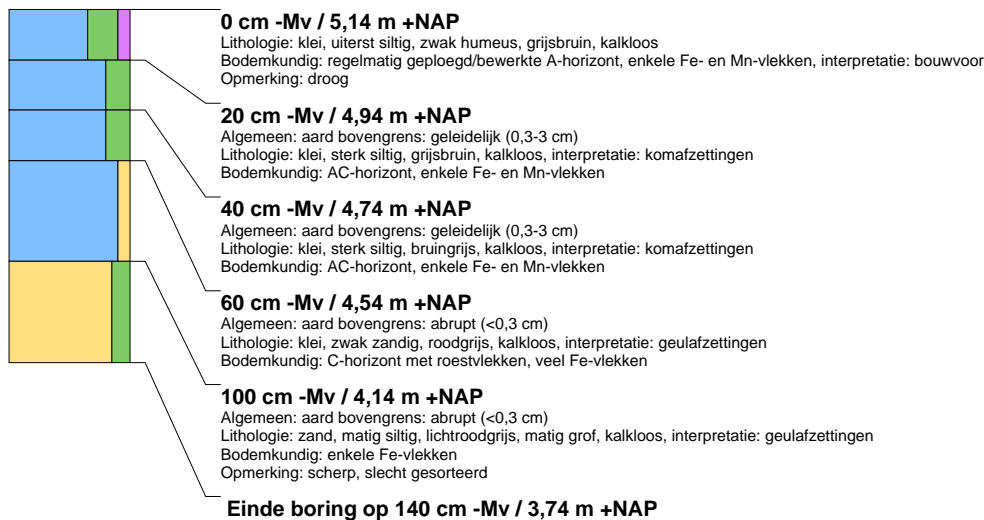 0 cm -Mv / 5,14 m +NAP
Lithologie: klei, uiterst siltig, zwak humeus, grijsbruin, kalkloos
Bodemkundig: regelmatig geploegd/bewerkte A-horizont, enkele Fe- en Mn-vlekken, interpretatie: bouwvoor
Opmerking: droog
20 cm -Mv / 4,94 m +NAP
Algemeen: aard bovengrens: geleidelijk (0,3-3 cm)
Lithologie: klei, sterk siltig, grijsbruin, kalkloos, interpretatie: komafzettingen
Bodemkundig: AC-horizont, enkele Fe- en Mn-vlekken
40 cm -Mv / 4,74 m +NAP
Algemeen: aard bovengrens: geleidelijk (0,3-3 cm)
Lithologie: klei, sterk siltig, bruingrijs, kalkloos, interpretatie: komafzettingen
Bodemkundig: AC-horizont, enkele Fe- en Mn-vlekken
60 cm -Mv / 4,54 m +NAP
Algemeen: aard bovengrens: abrupt (<0,3 cm)
Lithologie: klei, zwak zandig, roodgrijs, kalkloos, interpretatie: geulafzettingen
Bodemkundig: C-horizont met roestvlekken, veel Fe-vlekken
100 cm -Mv / 4,14 m +NAP
Algemeen: aard bovengrens: abrupt (<0,3 cm)
Lithologie: zand, matig siltig, lichtroodgrijs, matig grof, kalkloos, interpretatie: geulafzettingen
Bodemkundig: enkele Fe-vlekken
Opmerking: scherp, slecht gesorteerd
Einde boring op 140 cm -Mv / 3,74 m +NAP